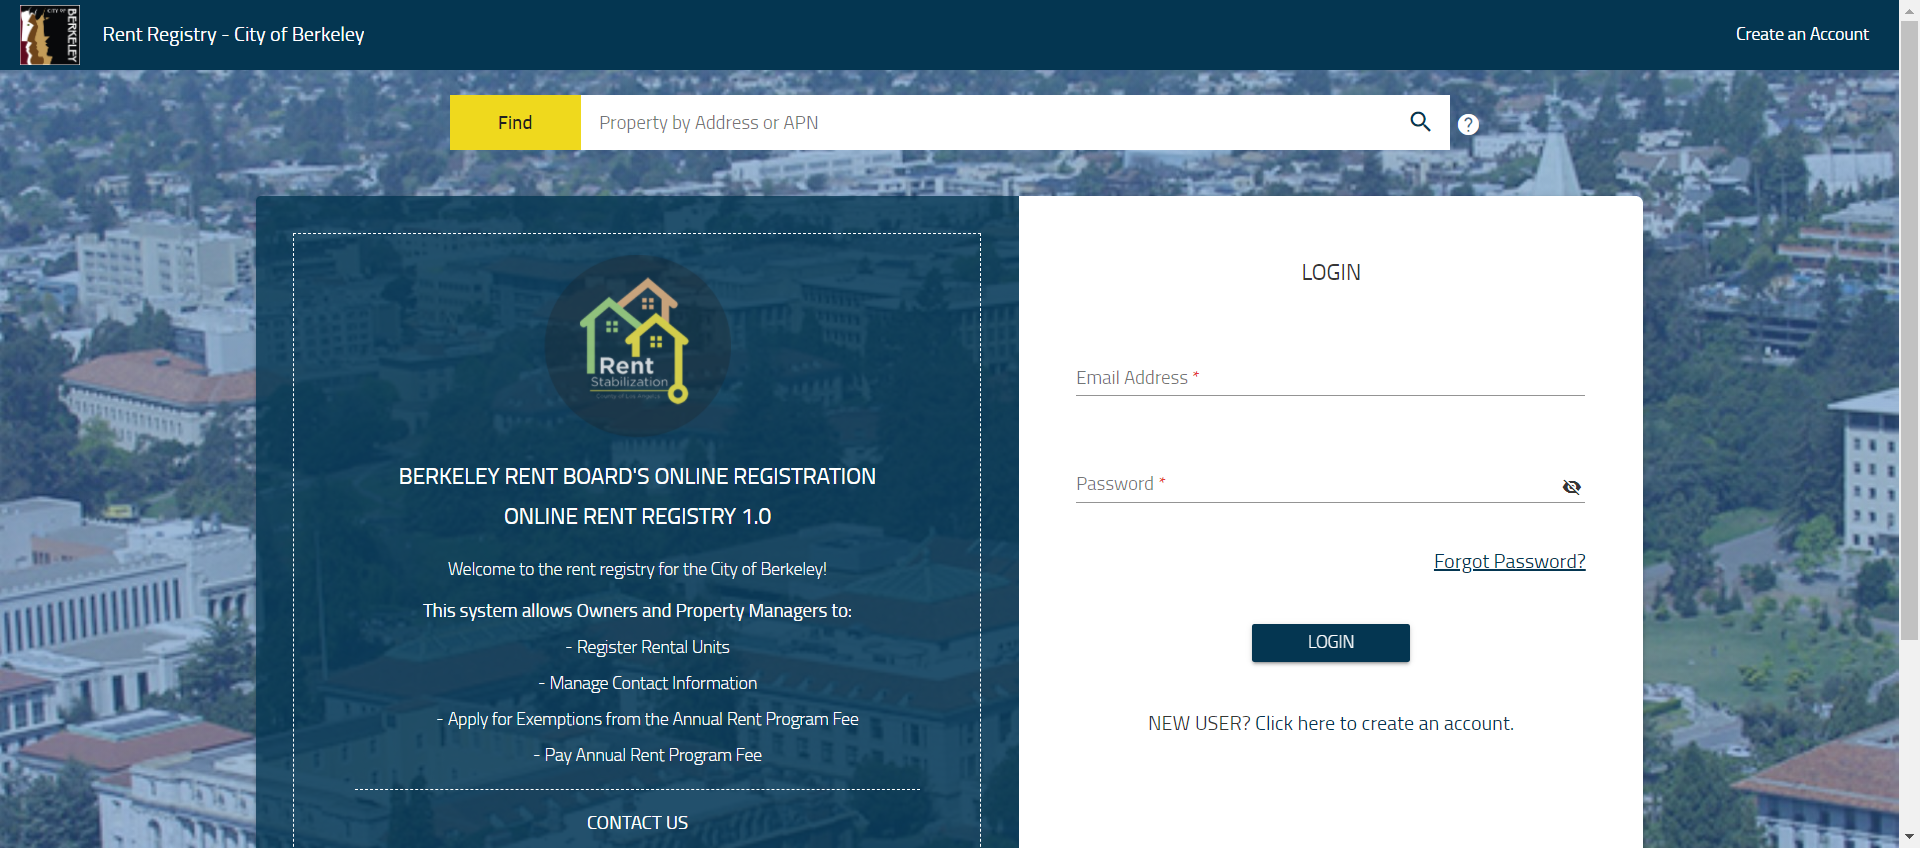 CITY OF
BERKELEY
Rent Registry - City of Berkeley
Create an Account
Find
Property by Address or APN
?
Rent
Stabilization
County of Los Angeles
BERKELEY RENT BOARD'S ONLINE REGISTRATION
ONLINE RENT REGISTRY 1.0
Welcome to the rent registry for the City of Berkeley!
This system allows Owners and Property Managers to:
- Register Rental Units
- Manage Contact Information
- Apply for Exemptions from the Annual Rent Program Fee
- Pay Annual Rent Program Fee
CONTACT US
LOGIN
Email Address *
Password *
Forgot Password?
LOGIN
NEW USER? Click here to create an account.